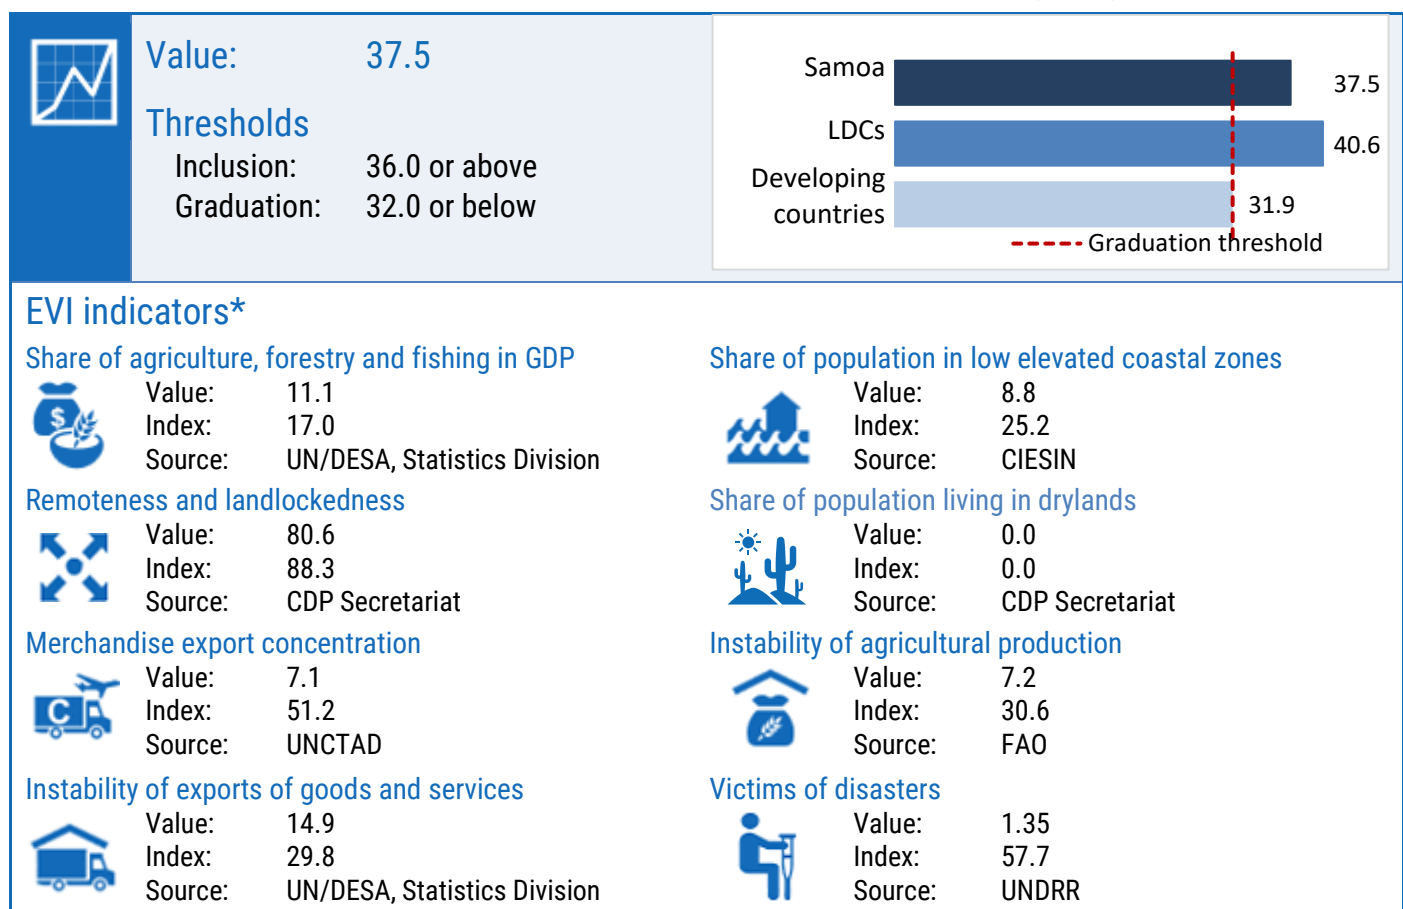 Value: 37.5
Thresholds
Inclusion: 36.0 or above
Graduation: 32.0 or below
Samoa 37.5
LDCs 40.6
Developing
countries 31.9
Graduation threshold
EVI indicators*
Share of agriculture, forestry and fishing in GDP
Value: 11.1
Index: 17.0
Source: UN/DESA, Statistics Division
Share of population in low elevated coastal zones
Value: 8.8
Index: 25.2
Source: CIESIN
Remoteness and landlockedness
Value: 80.6
Index: 88.3
Source: CDP Secretariat
Share of population living in drylands
Value: 0.0
Index: 0.0
Source: CDP Secretariat
Merchandise export concentration
C
Value: 7.1
Index: 51.2
Source: UNCTAD
Instability of agricultural production
Value: 7.2
Index: 30.6
Source: FAO
Instability of exports of goods and services
Value: 14.9
Index: 29.8
Source: UN/DESA, Statistics Division
Victims of disasters
Value: 1.35
Index: 57.7
Source: UNDRR